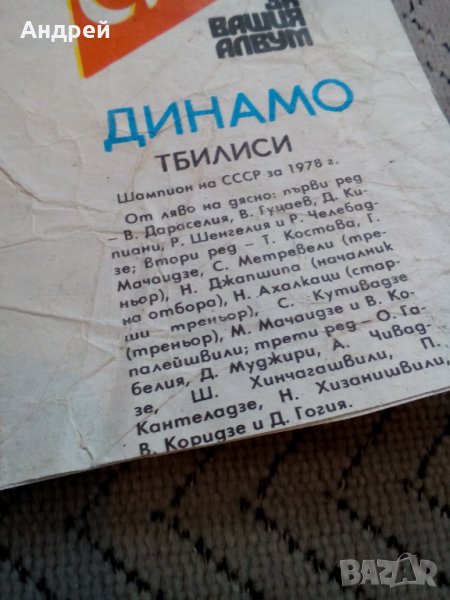 Андрей
ЗА
ВАШИЯ
АЛБУМ
ДИНАМО
ТБИЛИСИ
Шампион на СССР за 1978 г.
От ляво на дясно: първи ред
– В. Дараселия, В. Гуцаев, Д. Ки-
пиани, Р. Шенгелия и Р. Челебад-
зе; втори ред – Т. Костава, Г.
Мачаидзе, С. Метревели (тре-
ньор), Н. Джапшипа (началник
на отбора), Н. Ахалкаци (стар-
ши треньор), С. Кутивадзе
(треньор), М. Мачаидзе и В. Ко-
палейшвили; трети ред – О. Га-
белия, Д. Муджири, А. Чивад-
зе, Ш. Хинчагашвили, П.
Кантеладзе, Н. Хизанишвили,
В. Коридзе и Д. Гогия.
BAZAR